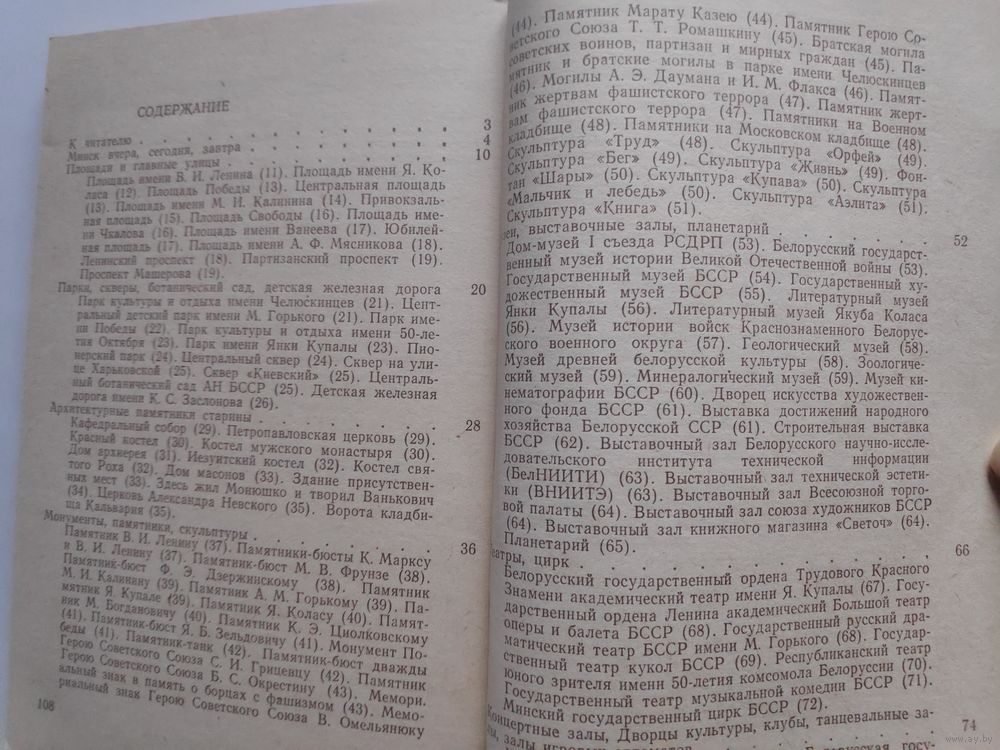 СОДЕРЖАНИЕ
К читателю . . . . . . . . . . 3
Минск вчера, сегодня, завтра . . . . . . . 4
Площади и главные улицы . . . . . . . 10
Площадь имени В. И. Ленина (11). Площадь имени Я. Ко-
ласа (12). Площадь Победы (13). Центральная площадь
(13). Площадь имени М. И. Калинина (14). Привокзаль-
ная площадь (15). Площадь Свободы (16). Площадь име-
ни Чкалова (16). Площадь имени Ванеева (17). Юбилей-
ная площадь (17). Площадь имени А. Ф. Мясникова (18).
Ленинский проспект (18). Партизанский проспект (19).
Проспект Машерова (19).
Парки, скверы, ботанический сад, детская железная дорога 20
Парк культуры и отдыха имени Челюскинцев (21). Цент-
ральный детский парк имени М. Горького (21). Парк име-
ни Победы (22). Парк культуры и отдыха имени 50-ле-
тия Октября (23). Парк имени Янки Купалы (23). Пио-
нерский парк (24). Центральный сквер (24). Сквер на ули-
це Харьковской (25). Сквер «Киевский» (25). Централь-
ный ботанический сад АН БССР (25). Детская железная
дорога имени К. С. Заслонова (26).
Архитектурные памятники старины . . . . . . 28
Кафедральный собор (29). Петропавловская церковь (29).
Красный костел (30). Костел мужского монастыря (30).
Дом архиерея (31). Иезуитский костел (32). Костел свя-
того Роха (32). Дом масонов (33). Здание присутствен-
ных мест (33). Здесь жил Монюшко и творил Ванькович
(34). Церковь Александра Невского (35). Ворота кладби-
ща Кальвария (35).
Монументы, памятники, скульптуры . . . . . . 36
Памятник В. И. Ленину (37). Памятники-бюсты К. Марксу
и В. И. Ленину (37). Памятник-бюст М. В. Фрунзе (38).
Памятник-бюст Ф. Э. Дзержинскому (38). Памятник
М. И. Калинину (39). Памятник А. М. Горькому (39). Па-
мятник Я. Купале (39). Памятник Я. Коласу (40). Памят-
ник М. Богдановичу (40). Памятник К. Э. Циолковскому
(41). Памятник-бюст Я. Б. Зельдовичу (41). Монумент По-
беды (41). Памятник-танк (42). Памятник-бюст дважды
Герою Советского Союза С. И. Грицевцу (42). Памятник
Герою Советского Союза Б. С. Окрестину (43). Мемори-
альный знак в память о борцах с фашизмом (43). Мемо-
риальный знак Герою Советского Союза В. Омельянюку
108
(44). Памятник Марату Казею (44). Памятник Герою Со-
ветского Союза Т. Т. Ромашкину (45). Братская могила
советских воинов, партизан и мирных граждан (45). Па-
мятник и братские могилы в парке имени Челюскинцев
(46). Могилы А. Э. Даумана и И. М. Флакса (46). Памят-
ник жертвам фашистского террора (47). Памятник жерт-
вам фашистского террора (47). Памятники на Военном
кладбище (48). Памятники на Московском кладбище (48).
Скульптура «Труд» (48). Скульптура «Орфей» (49).
Скульптура «Бег» (49). Скульптура «Жизнь» (49). Фон-
тан «Шары» (50). Скульптура «Купава» (50). Скульптура
«Мальчик и лебедь» (50). Скульптура «Аэлита» (51).
Скульптура «Книга» (51).
еи, выставочные залы, планетарий . . . . . . 52
Дом-музей I съезда РСДРП (53). Белорусский государст-
венный музей истории Великой Отечественной войны (53).
Государственный музей БССР (54). Государственный ху-
дожественный музей БССР (55). Литературный музей
Янки Купалы (56). Литературный музей Якуба Коласа
(56). Музей истории войск Краснознаменного Белорус-
ского военного округа (57). Геологический музей (58).
Музей древней белорусской культуры (58). Зоологиче-
ский музей (59). Минералогический музей (59). Музей ки-
нематографии БССР (60). Дворец искусства художествен-
ного фонда БССР (61). Выставка достижений народного
хозяйства Белорусской ССР (61). Строительная выставка
БССР (62). Выставочный зал Белорусского научно-иссле-
довательского института технической информации
(БелНИИТИ) (63). Выставочный зал технической эстети-
ки (ВНИИТЭ) (63). Выставочный зал Всесоюзной торго-
вой палаты (64). Выставочный зал союза художников БССР
(64). Выставочный зал книжного магазина «Светоч» (64).
Планетарий (65).
еатры, цирк . . . . . . . . . . 66
Белорусский государственный ордена Трудового Красного
Знамени академический театр имени Я. Купалы (67). Госу-
дарственный ордена Ленина академический Большой театр
оперы и балета БССР (68). Государственный русский дра-
матический театр БССР имени М. Горького (68). Государ-
ственный театр кукол БССР (69). Республиканский театр
юного зрителя имени 50-летия комсомола Белоруссии (70).
Государственный театр музыкальной комедии БССР (71).
Минский государственный цирк БССР (72).
Концертные залы, Дворцы культуры, клубы, танцевальные за-
лы, залы игровых автоматов . . . . 74
Белорусская госу-
www.ay.by